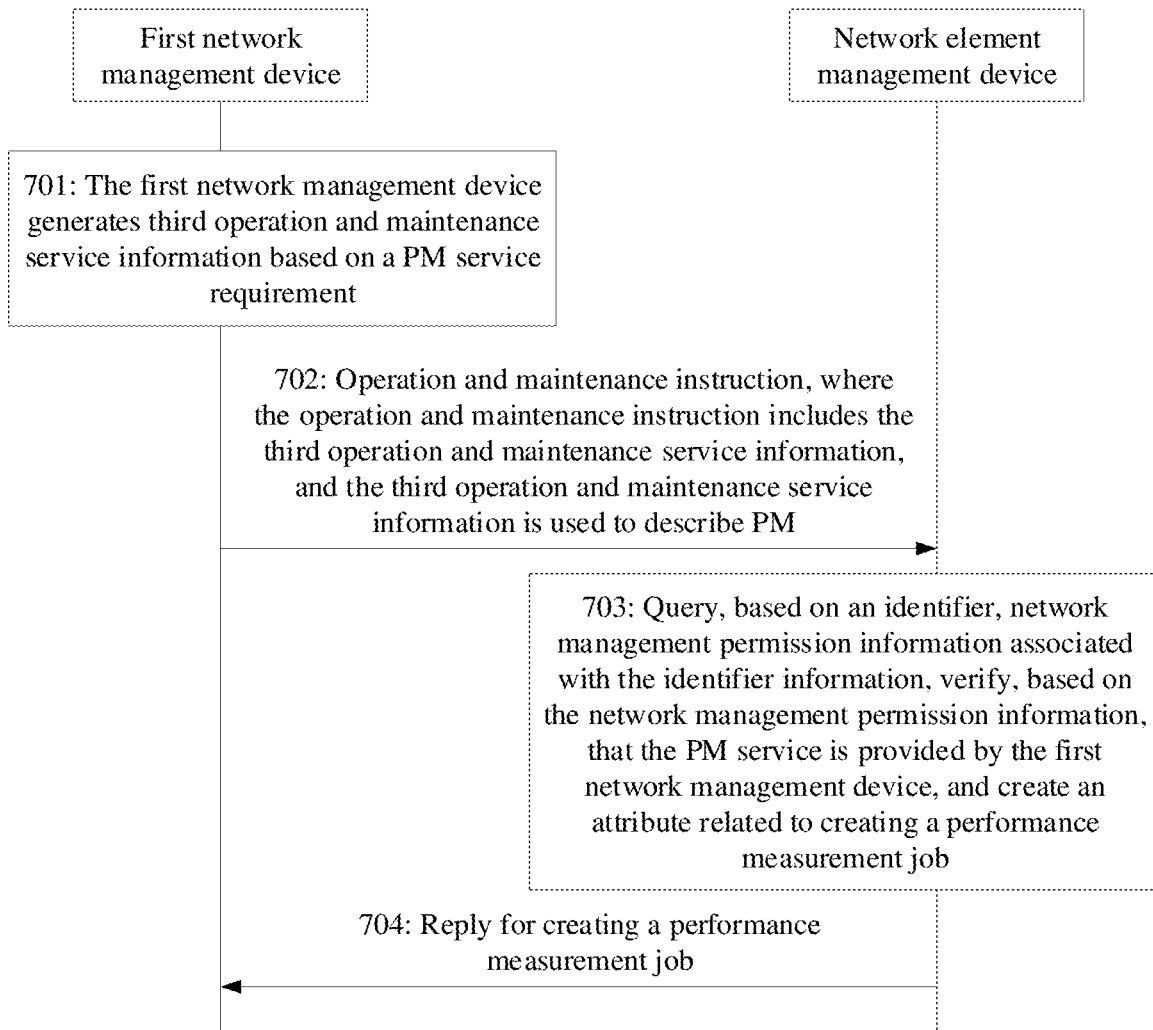 First network
management device
Network element
management device
701: The first network management device
generates third operation and maintenance
service information based on a PM service
requirement
702: Operation and maintenance instruction, where
the operation and maintenance instruction includes the
third operation and maintenance service information,
and the third operation and maintenance service
information is used to describe PM
703: Query, based on an identifier, network
management permission information associated
with the identifier information, verify, based on
the network management permission information,
that the PM service is provided by the first
network management device, and create an
attribute related to creating a performance
measurement job
704: Reply for creating a performance
measurement job